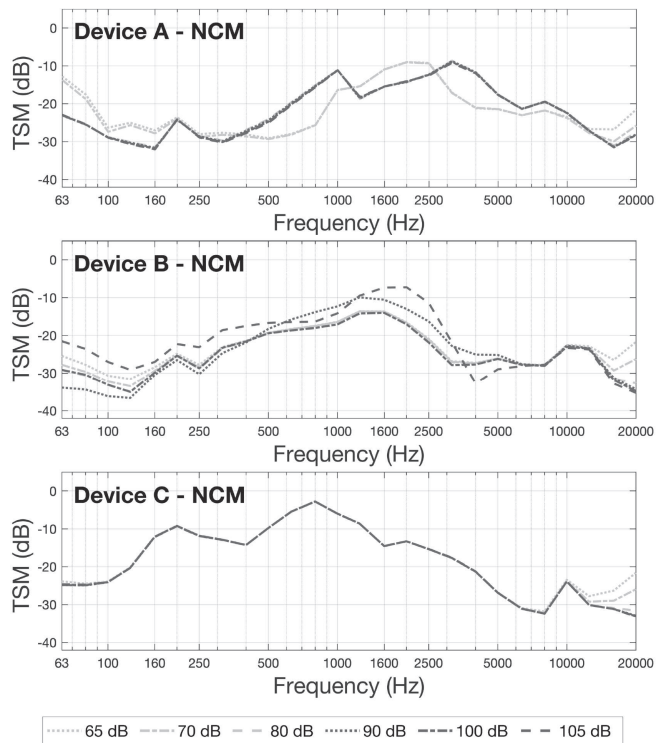 Device A - NCM
TSM (dB)
0
-10
-20
-30
-40
63 100 160 250 500 1000 1600 2500 5000 10000 20000
Frequency (Hz)
Device B - NCM
TSM (dB)
0
-10
-20
-30
-40
63 100 160 250 500 1000 1600 2500 5000 10000 20000
Frequency (Hz)
Device C - NCM
TSM (dB)
0
-10
-20
-30
-40
63 100 160 250 500 1000 1600 2500 5000 10000 20000
Frequency (Hz)
65 dB 70 dB 80 dB 90 dB 100 dB 105 dB